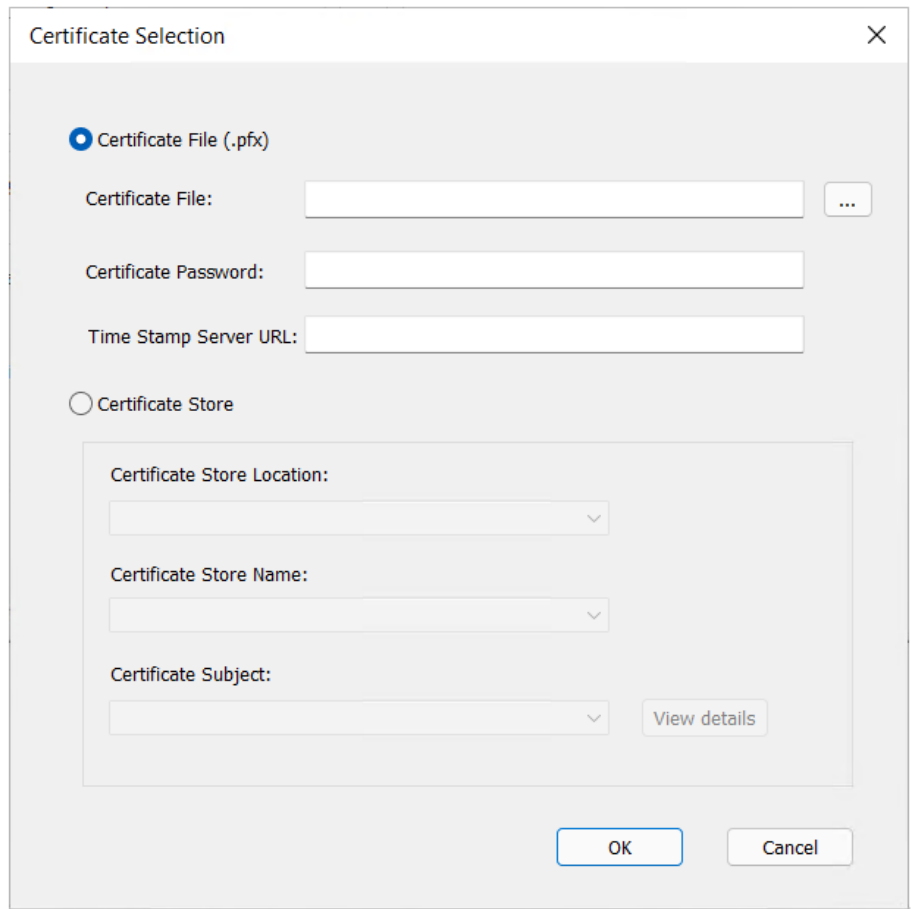 Certificate Selection
Certificate File (.pfx)
Certificate File:
...
Certificate Password:
Time Stamp Server URL:
Certificate Store
Certificate Store Location:
Certificate Store Name:
Certificate Subject:
View details
OK
Cancel